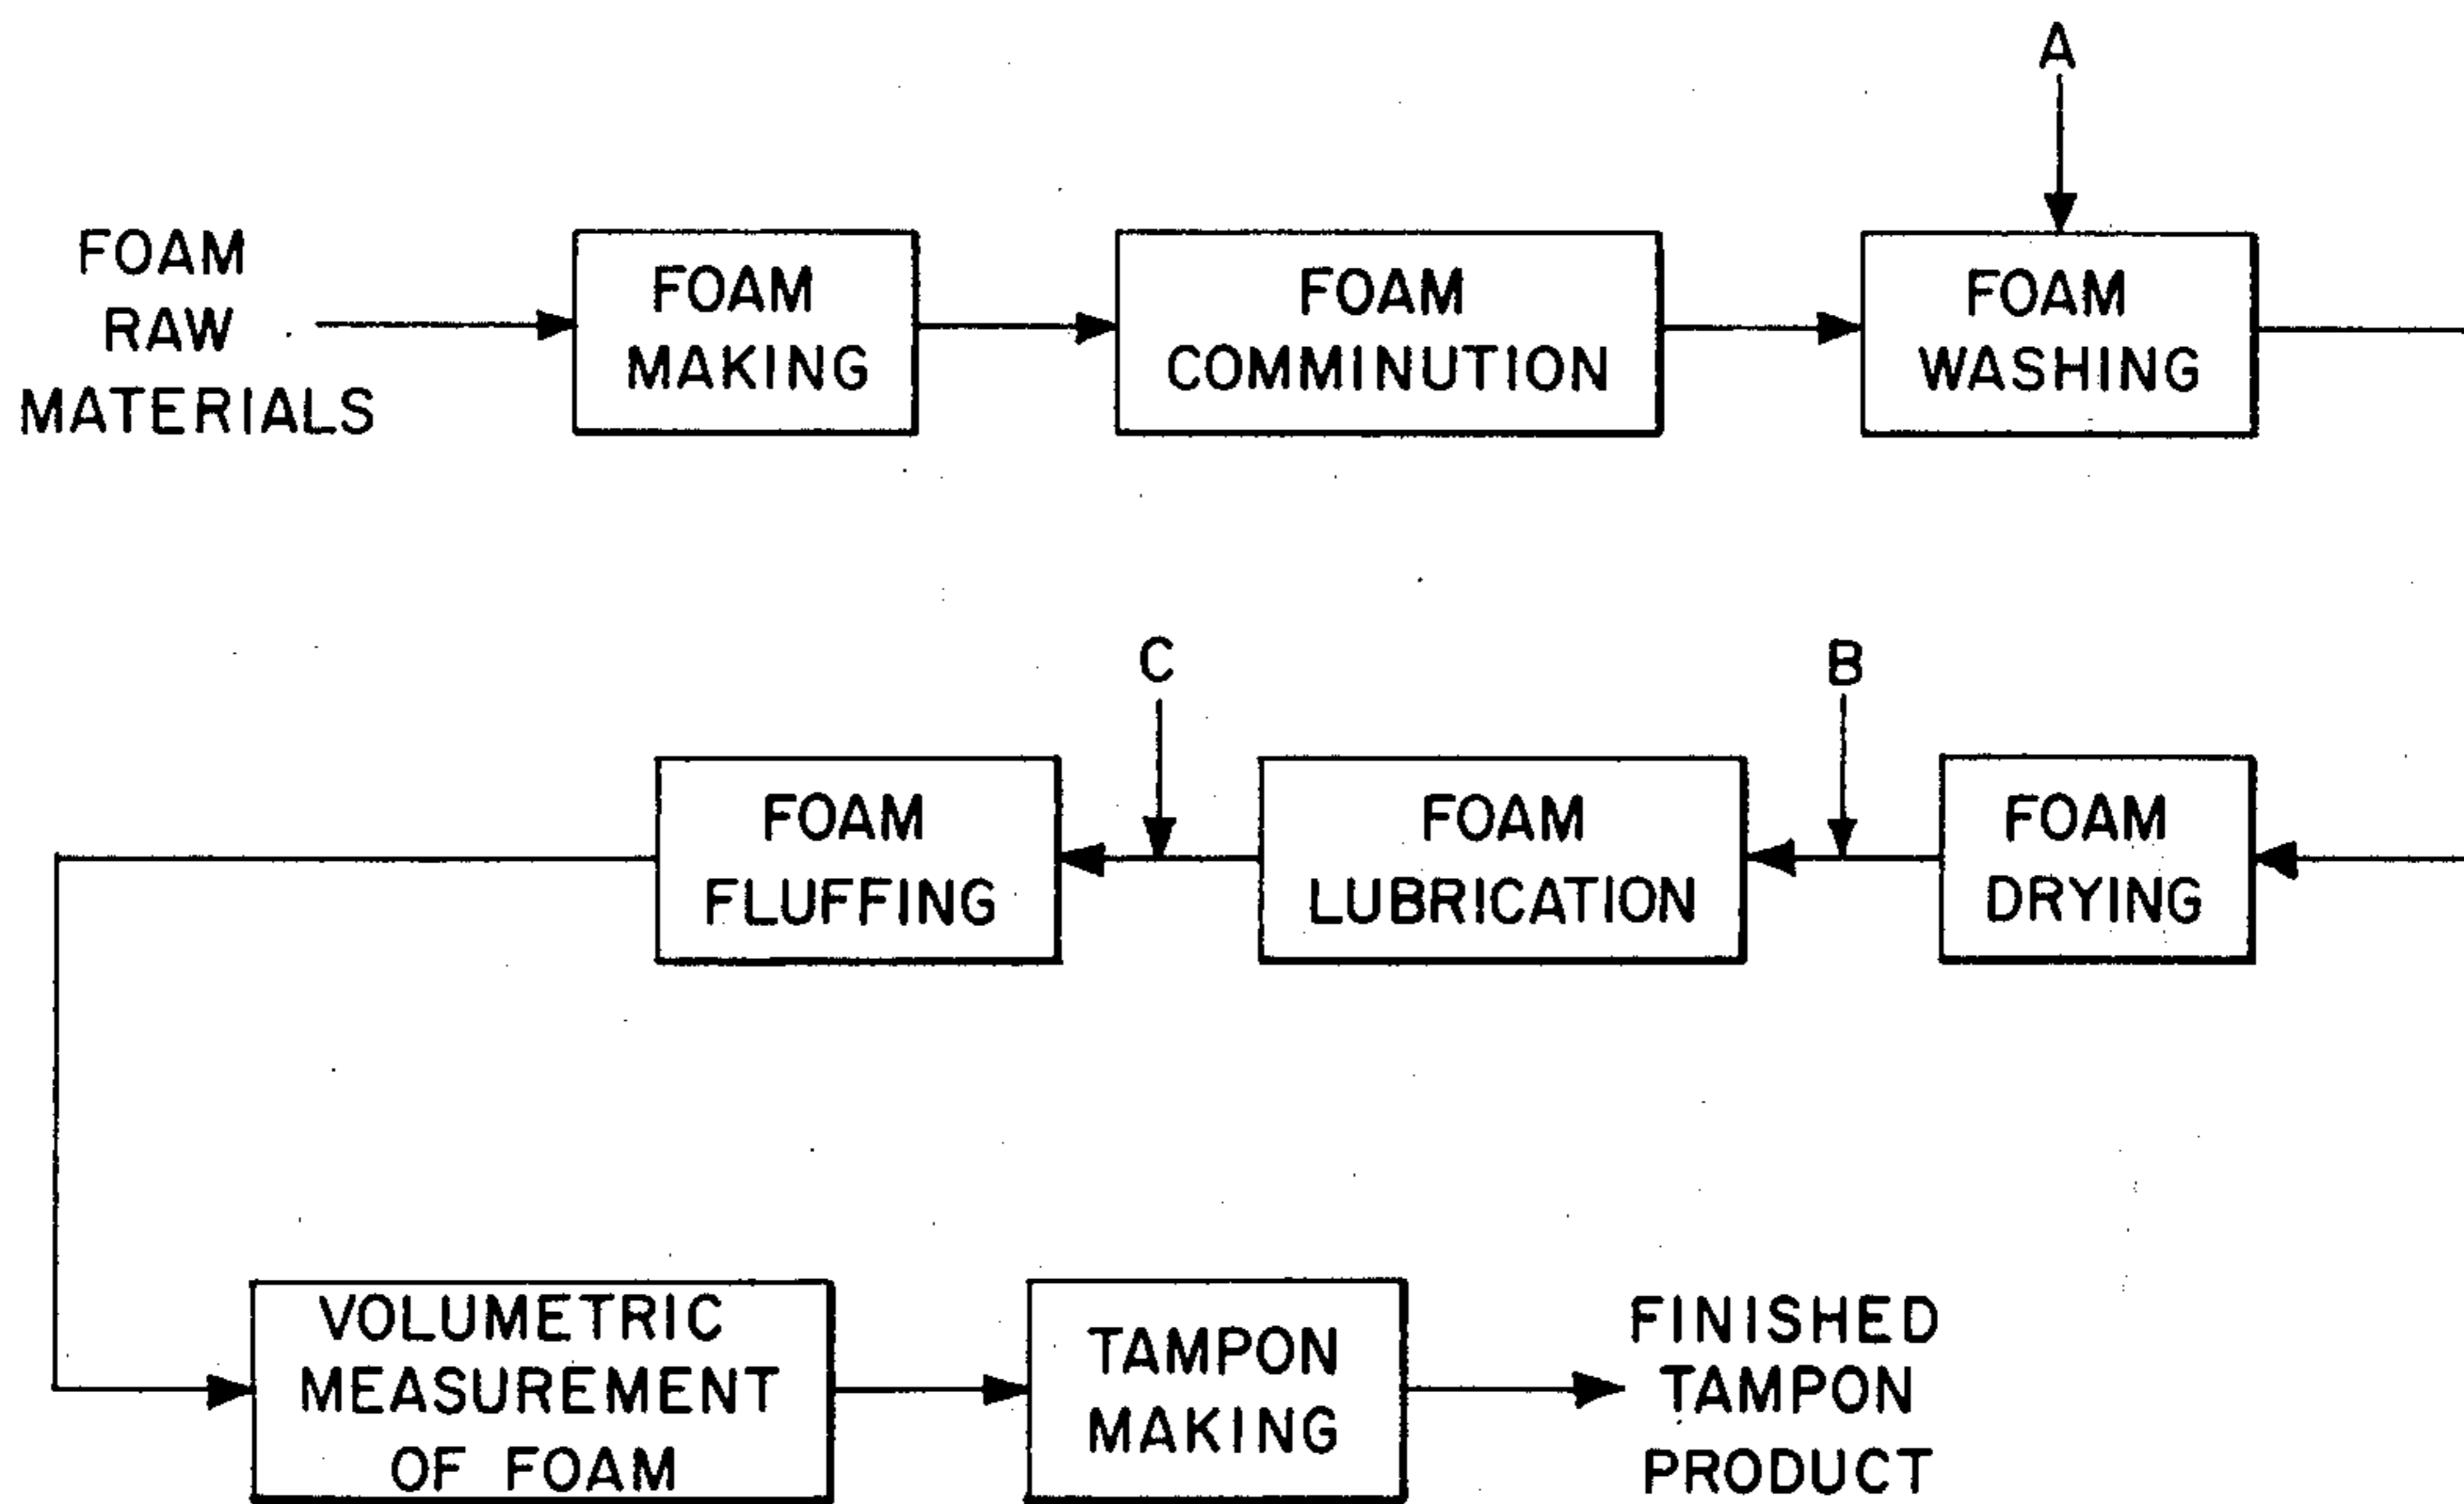 A
FOAM
RAW
MATERIALS
FOAM
MAKING
FOAM
COMMINUTION
FOAM
WASHING
C
B
FOAM
FLUFFING
FOAM
LUBRICATION
FOAM
DRYING
VOLUMETRIC
MEASUREMENT
OF FOAM
TAMPON
MAKING
FINISHED
TAMPON
PRODUCT